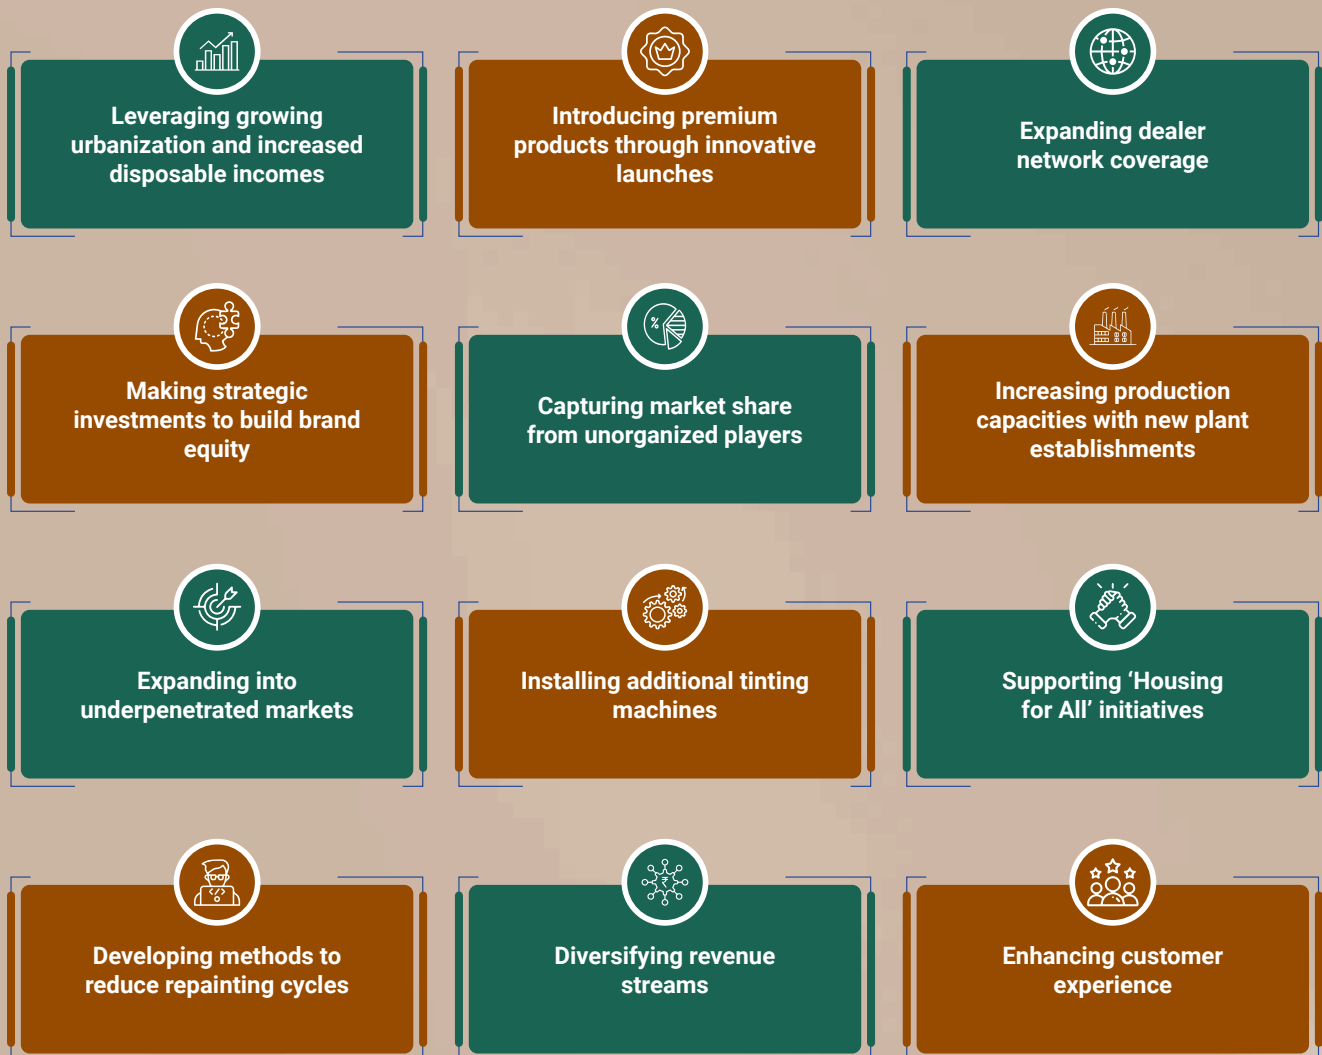 Leveraging growing
urbanization and increased
disposable incomes
Introducing premium
products through innovative
launches
Expanding dealer
network coverage
Making strategic
investments to build brand
equity
%
Capturing market share
from unorganized players
Increasing production
capacities with new plant
establishments
Expanding into
underpenetrated markets
Installing additional tinting
machines
Supporting ‘Housing
for All’ initiatives
</>
Developing methods to
reduce repainting cycles
₹
Diversifying revenue
streams
Enhancing customer
experience